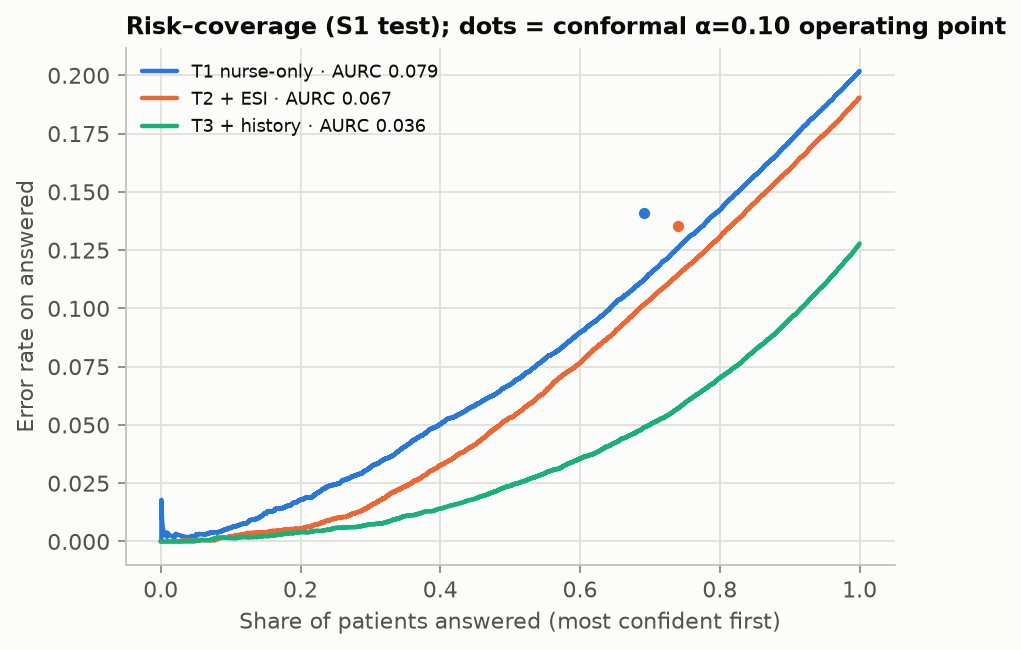 Risk–coverage (S1 test); dots = conformal α=0.10 operating point
T1 nurse-only · AURC 0.079
T2 + ESI · AURC 0.067
T3 + history · AURC 0.036
Error rate on answered
0.200
0.175
0.150
0.125
0.100
0.075
0.050
0.025
0.000
0.0 0.2 0.4 0.6 0.8 1.0
Share of patients answered (most confident first)